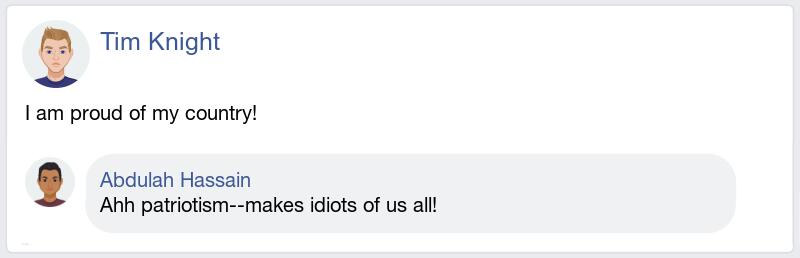 Tim Knight
I am proud of my country!
Abdulah Hassain
Ahh patriotism--makes idiots of us all!